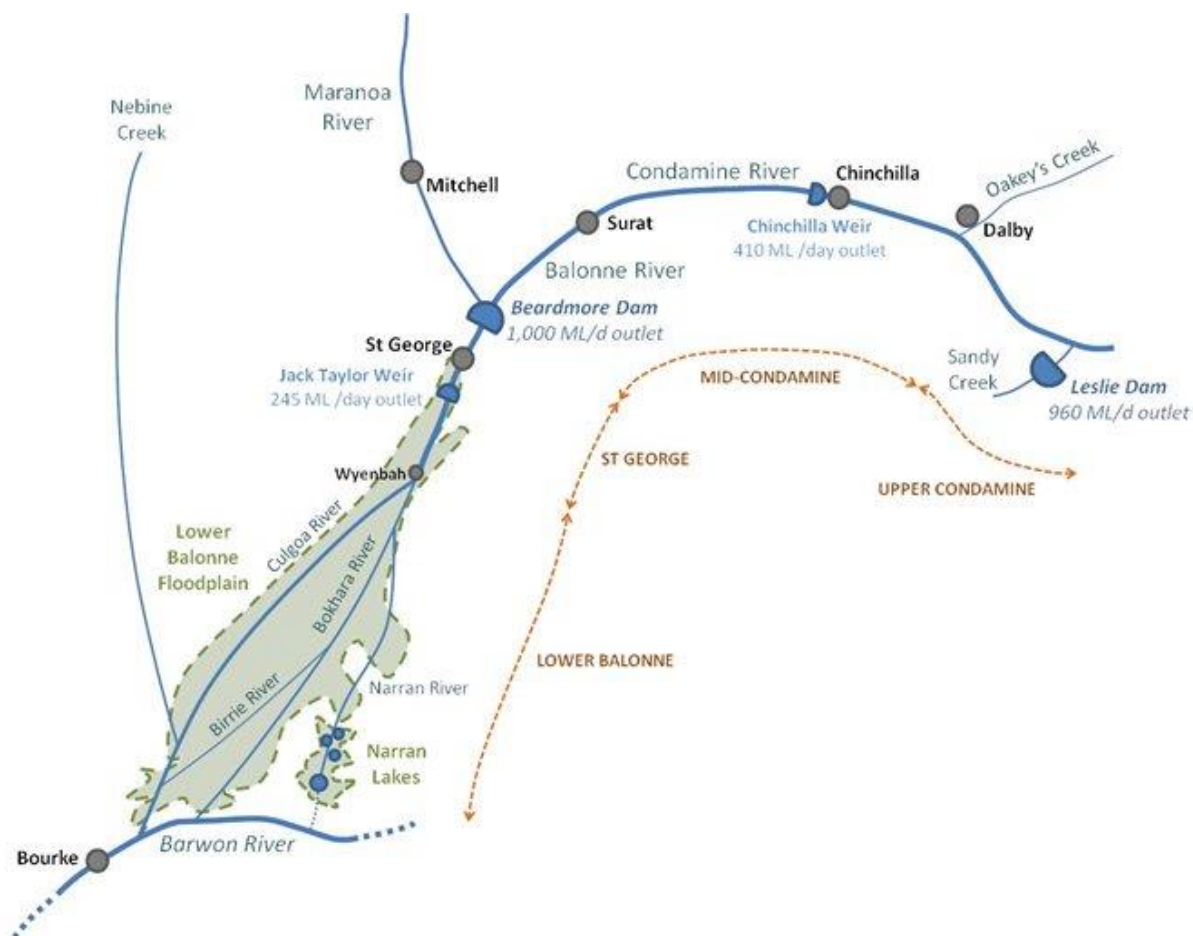 Nebine
Creek
Maranoa
River
Mitchell
Condamine River
Chinchilla
Oakey's Creek
Dalby
Surat
Chinchilla Weir
410 ML /day outlet
Balonne River
Beardmore Dam
1,000 ML/d outlet
St George
Jack Taylor Weir
245 ML /day outlet
Sandy
Creek
Leslie Dam
960 ML/d outlet
MID-CONDAMINE
ST GEORGE
UPPER CONDAMINE
Wyenbah
Lower
Balonne
Floodplain
Culgoa River
Bokhara River
LOWER BALONNE
Birrie River
Narran River
Narran
Lakes
Barwon River
Bourke